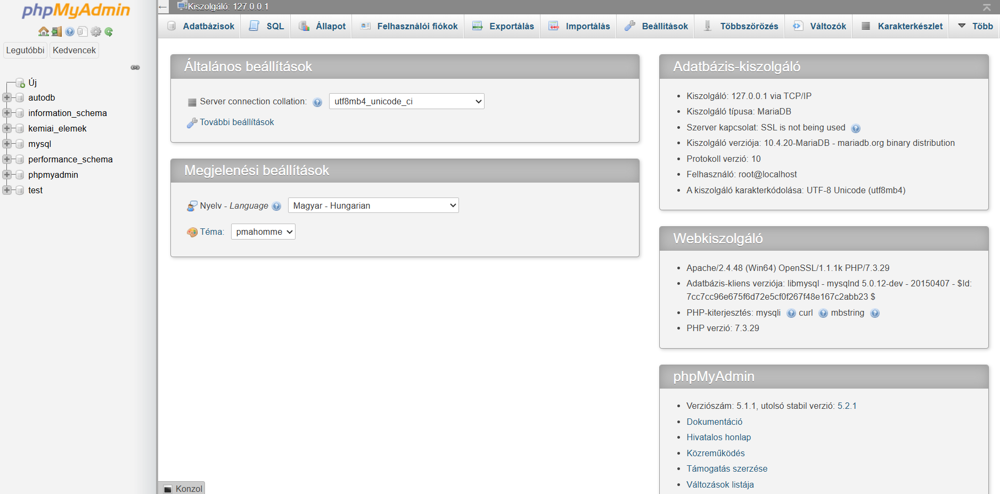 phpMyAdmin
Legutóbbi Kedvencek
Új
autodb
information_schema
kemiai_elemek
mysql
performance_schema
phpmyadmin
test
Kiszolgáló: 127.0.0.1
Adatbázisok SQL Állapot Felhasználói fiókok Exportálás Importálás Beállítások Többszörözés Változók Karakterkészlet Több
Általános beállítások
Server connection collation: utf8mb4_unicode_ci
További beállítások
Megjelenési beállítások
Nyelv - Language Magyar - Hungarian
Téma: pmahomme
Adatbázis-kiszolgáló
Kiszolgáló: 127.0.0.1 via TCP/IP
Kiszolgáló típusa: MariaDB
Szerver kapcsolat: SSL is not being used
Kiszolgáló verziója: 10.4.20-MariaDB - mariadb.org binary distribution
Protokoll verzió: 10
Felhasználó: root@localhost
A kiszolgáló karakterkódolása: UTF-8 Unicode (utf8mb4)
Webkiszolgáló
Apache/2.4.48 (Win64) OpenSSL/1.1.1k PHP/7.3.29
Adatbázis-kliens verziója: libmysql - mysqlnd 5.0.12-dev - 20150407 - $Id:
7cc7cc96e675f6d72e5cf0f267f48e167c2abb23 $
PHP-kiterjesztés: mysqli curl mbstring
PHP verzió: 7.3.29
phpMyAdmin
Verziószám: 5.1.1, utolsó stabil verzió: 5.2.1
Dokumentáció
Hivatalos honlap
Közreműködés
Támogatás szerzése
Változások listája
Konzol